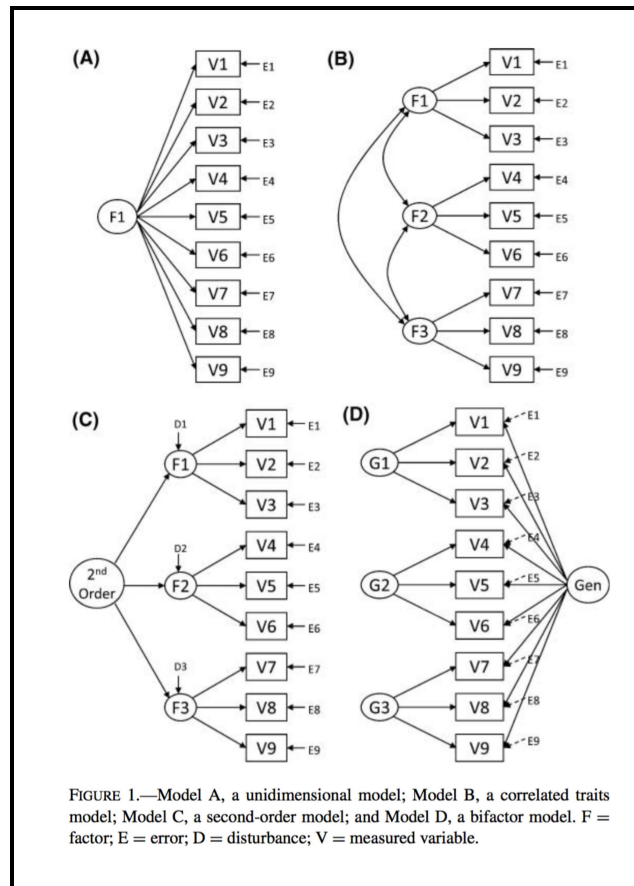 (A)
F1
V1
E1
V2
E2
V3
E3
V4
E4
V5
E5
V6
E6
V7
E7
V8
E8
V9
E9
(B)
F1
F2
F3
V1
E1
V2
E2
V3
E3
V4
E4
V5
E5
V6
E6
V7
E7
V8
E8
V9
E9
(C)
2nd
Order
D1
F1
D2
F2
D3
F3
V1
E1
V2
E2
V3
E3
V4
E4
V5
E5
V6
E6
V7
E7
V8
E8
V9
E9
(D)
G1
G2
G3
V1
E1
V2
E2
V3
E3
V4
E4
V5
E5
V6
E6
V7
E7
V8
E8
V9
E9
Gen
FIGURE 1.—Model A, a unidimensional model; Model B, a correlated traits
model; Model C, a second-order model; and Model D, a bifactor model. F =
factor; E = error; D = disturbance; V = measured variable.